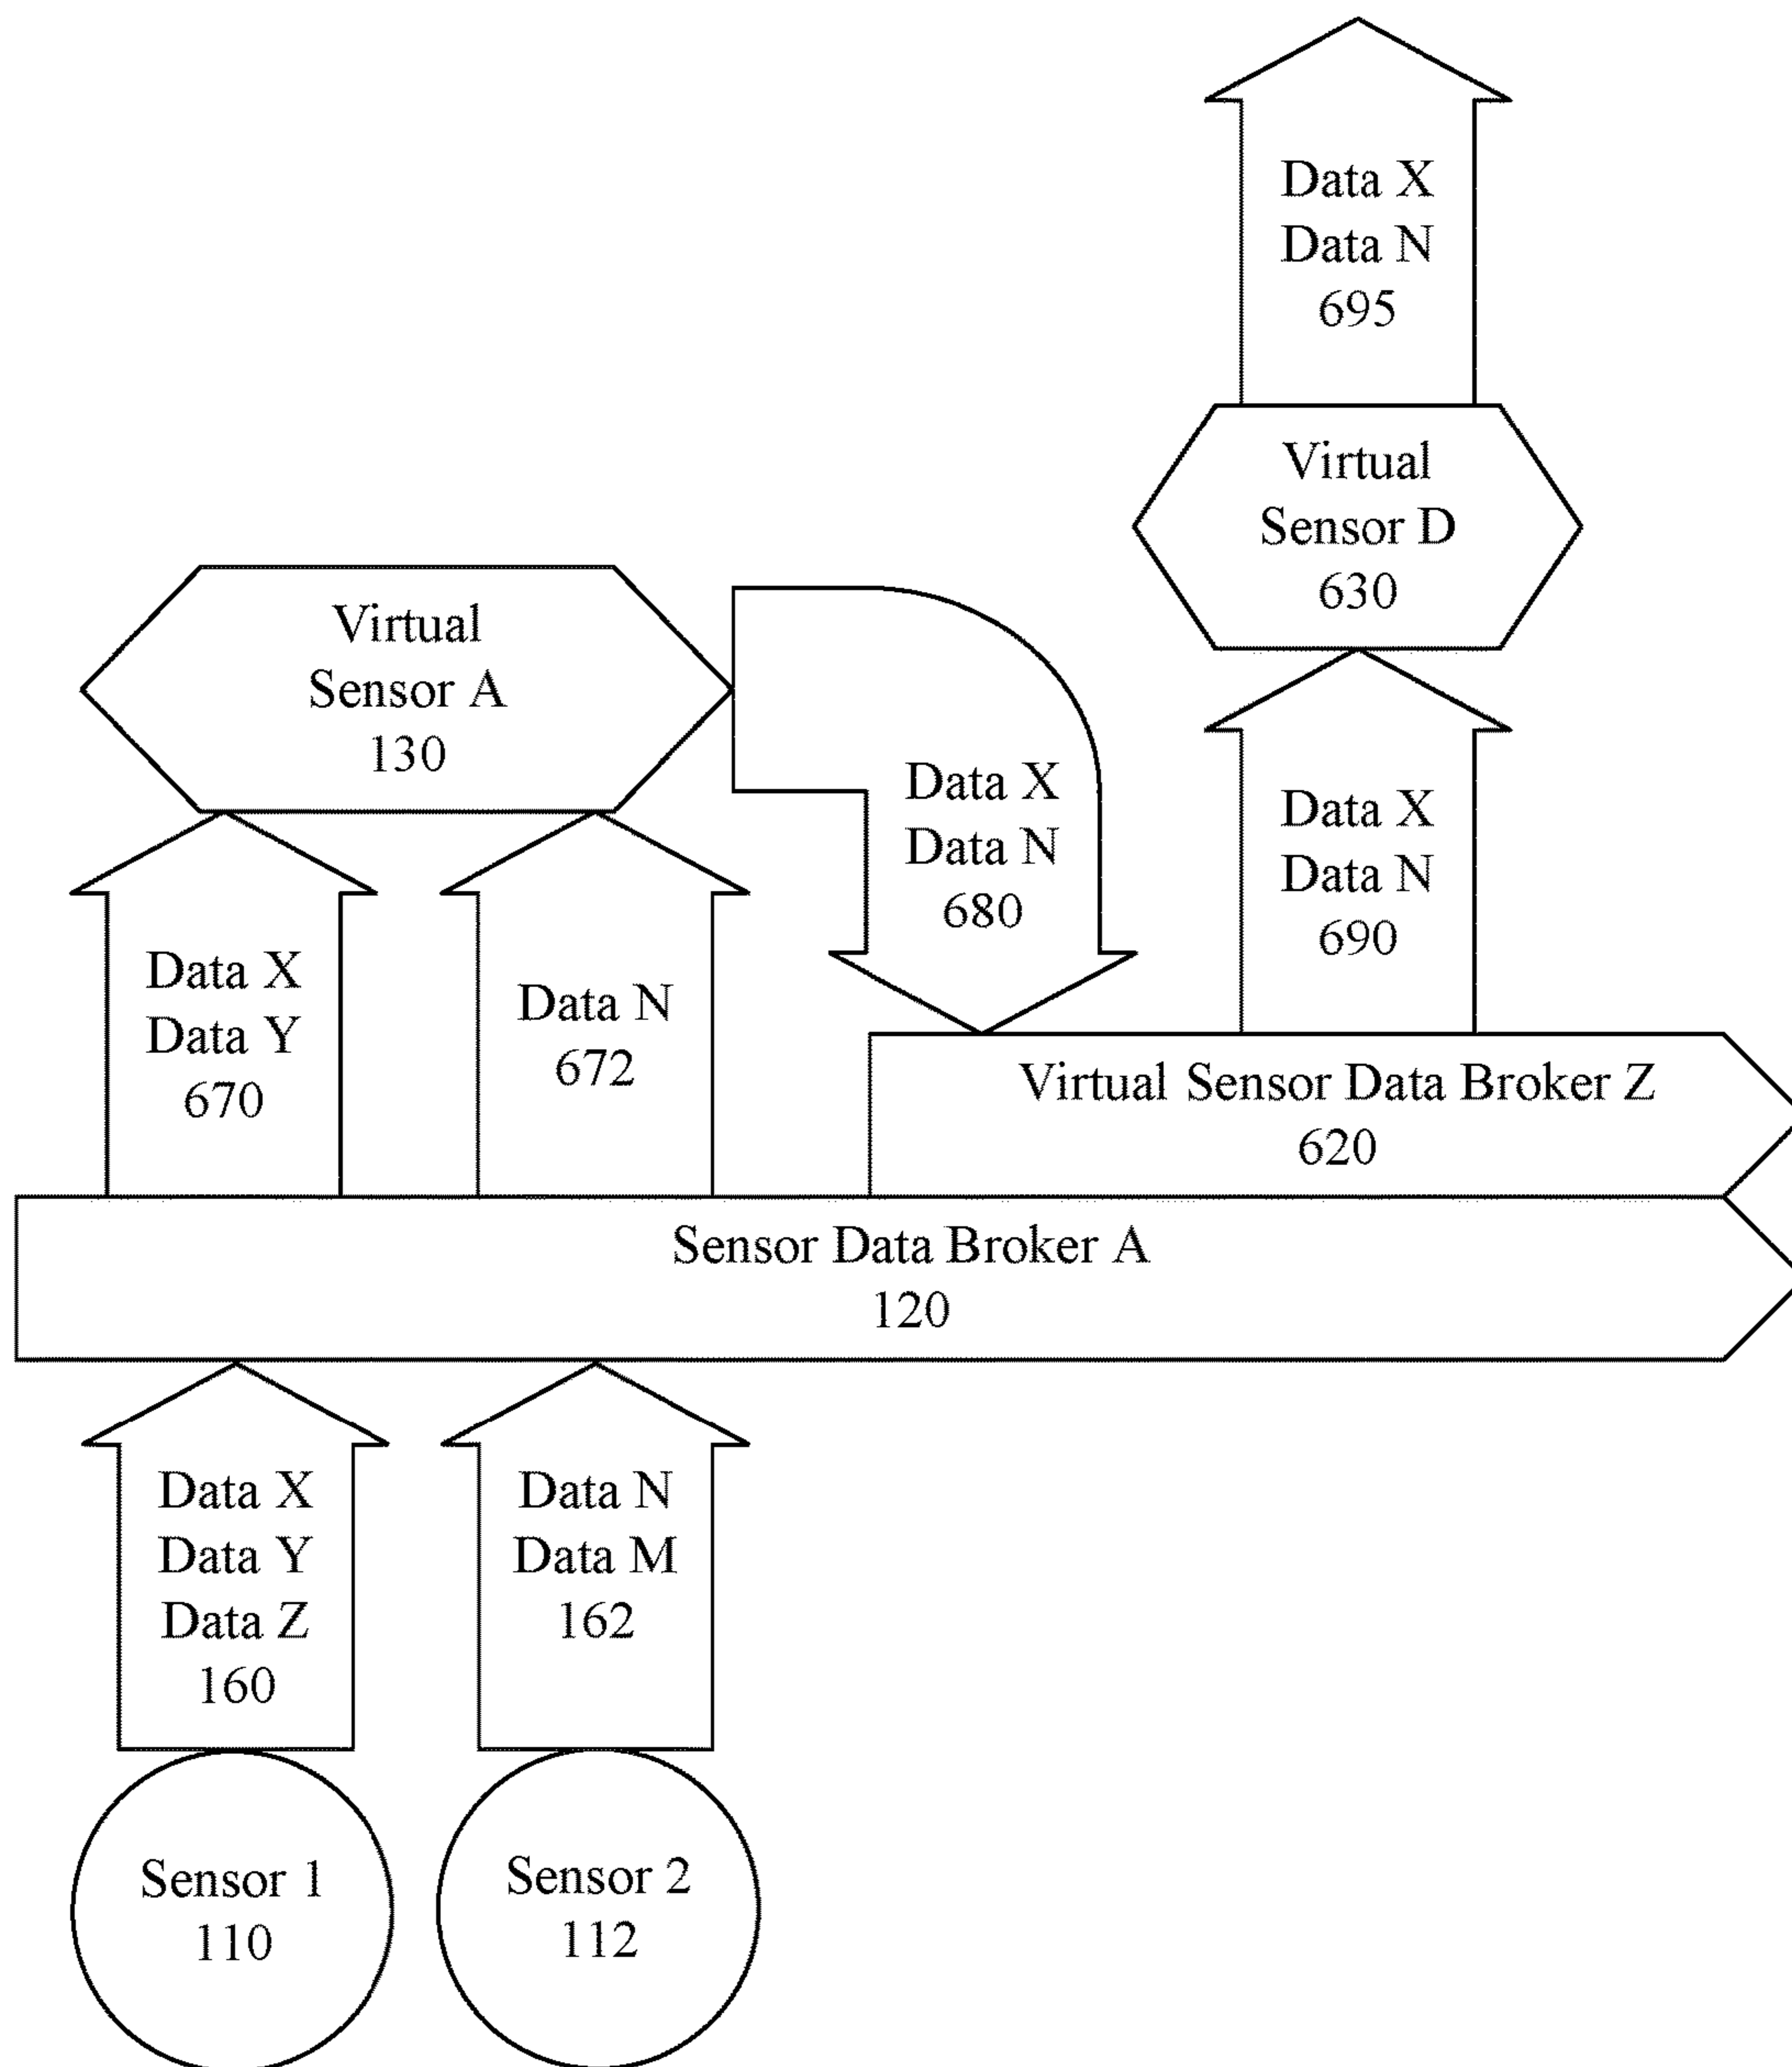 Data X
Data N
695
Virtual
Sensor D
630
Virtual
Sensor A
130
Data X
Data N
680
Data X
Data N
690
Data X
Data Y
670
Data N
672
Virtual Sensor Data Broker Z
620
Sensor Data Broker A
120
Data X
Data Y
Data Z
160
Data N
Data M
162
Sensor 1
110
Sensor 2
112